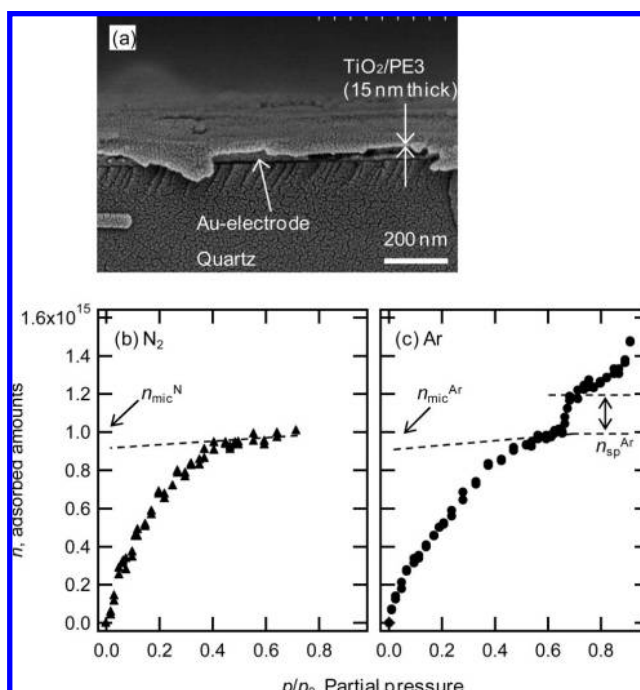 (a)
TiO₂/PE3
(15 nm thick)
Au-electrode
Quartz
200 nm
1.6x10¹⁵
1.4
1.2
1.0
0.8
0.6
0.4
0.2
0.0
n, adsorbed amounts
(b) N₂
n_mic^N
0.0 0.2 0.4 0.6 0.8
(c) Ar
n_mic^Ar
n_sp^Ar
0.0 0.2 0.4 0.6 0.8
Partial pressure